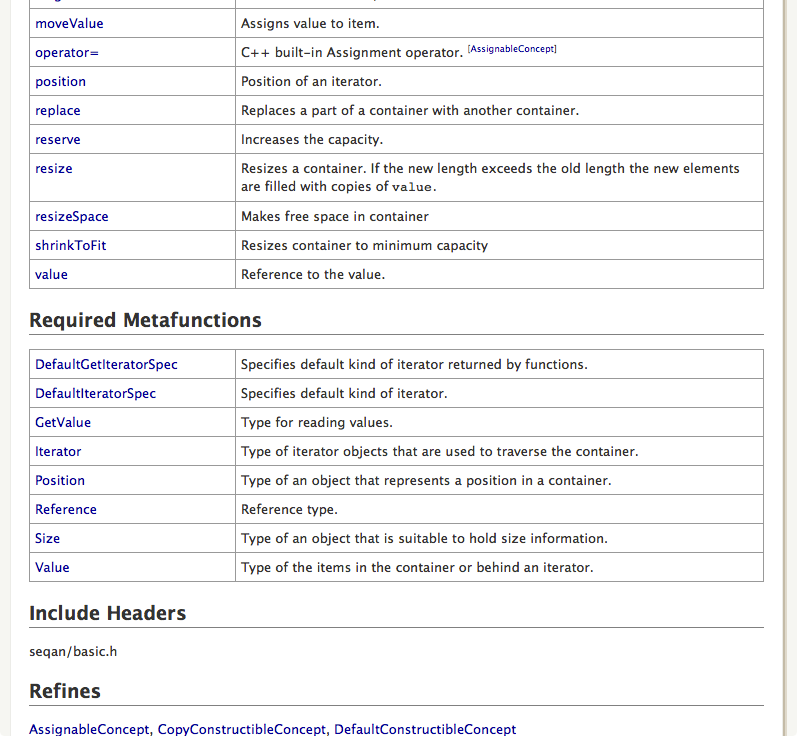 moveValue Assigns value to item.
operator= C++ built-in Assignment operator. [AssignableConcept]
position Position of an iterator.
replace Replaces a part of a container with another container.
reserve Increases the capacity.
resize Resizes a container. If the new length exceeds the old length the new elements
are filled with copies of value.
resizeSpace Makes free space in container
shrinkToFit Resizes container to minimum capacity
value Reference to the value.
Required Metafunctions
DefaultGetIteratorSpec Specifies default kind of iterator returned by functions.
DefaultIteratorSpec Specifies default kind of iterator.
GetValue Type for reading values.
Iterator Type of iterator objects that are used to traverse the container.
Position Type of an object that represents a position in a container.
Reference Reference type.
Size Type of an object that is suitable to hold size information.
Value Type of the items in the container or behind an iterator.
Include Headers
seqan/basic.h
Refines
AssignableConcept, CopyConstructibleConcept, DefaultConstructibleConcept